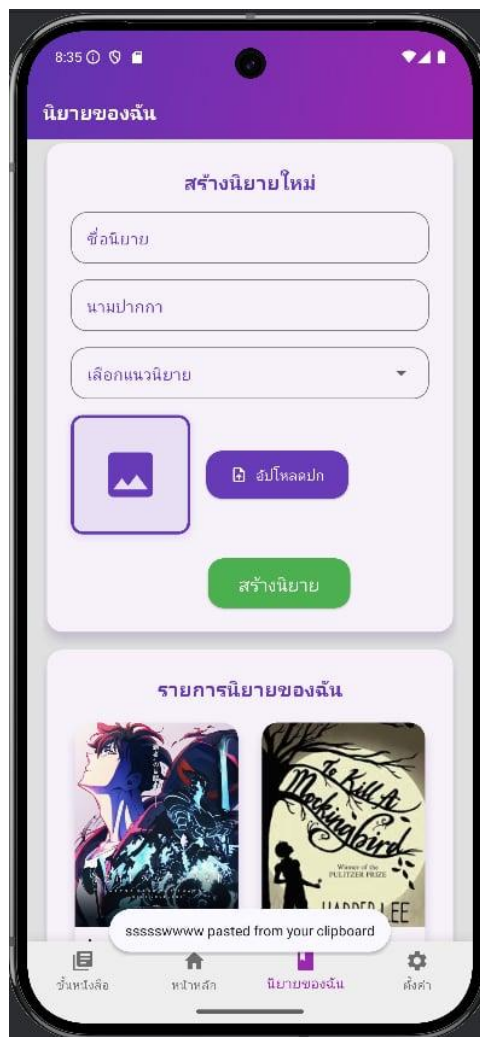 8:35
นิยายของฉัน
สร้างนิยายใหม่
ชื่อนิยาย
นามปากกา
เลือกแนวนิยาย
อัปโหลดปก
สร้างนิยาย
รายการนิยายของฉัน
To Kill A
Mockingbird
Winner of the
PULITZER PRIZE
HARPER LEE
ssssswwww pasted from your clipboard
ชั้นหนังสือ
หน้าหลัก
นิยายของฉัน
ตั้งค่า